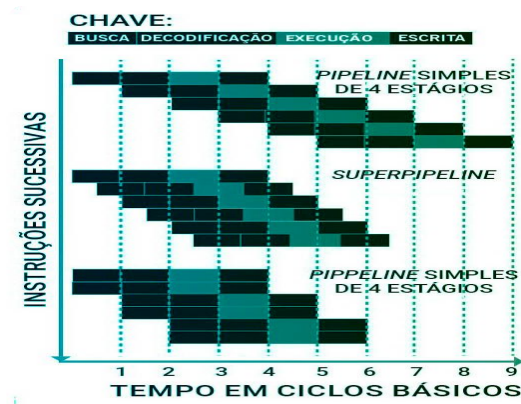 CHAVE:
BUSCA DECODIFICAÇÃO EXECUÇÃO ESCRITA
PIPELINE SIMPLES
DE 4 ESTÁGIOS
SUPERPIPELINE
PIPPELINE SIMPLES
DE 4 ESTÁGIOS
INSTRUÇÕES SUCESSIVAS
1 2 3 4 5 6 7 8 9
TEMPO EM CICLOS BÁSICOS